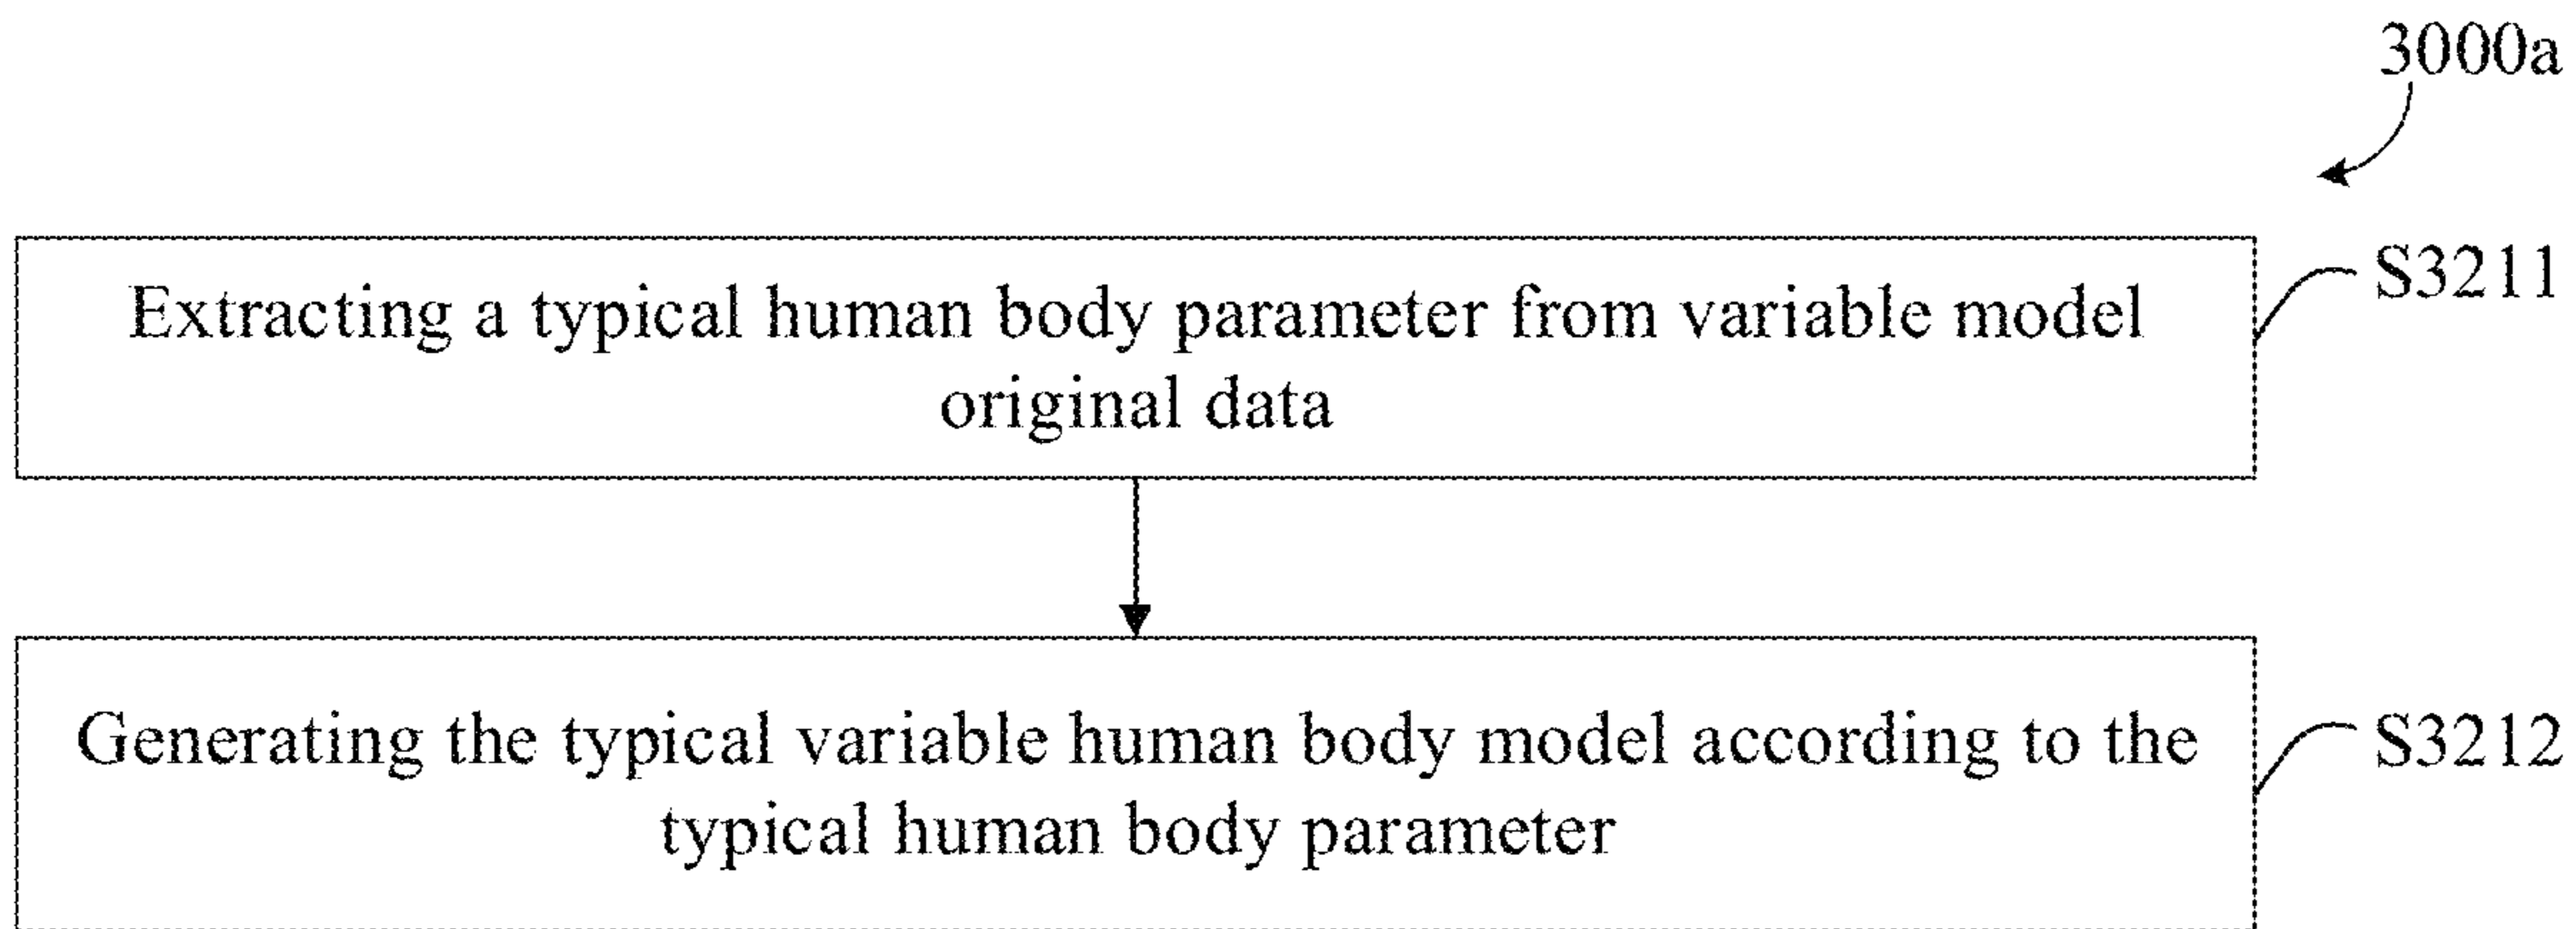 3000a
Extracting a typical human body parameter from variable model
original data
S3211
Generating the typical variable human body model according to the
typical human body parameter
S3212